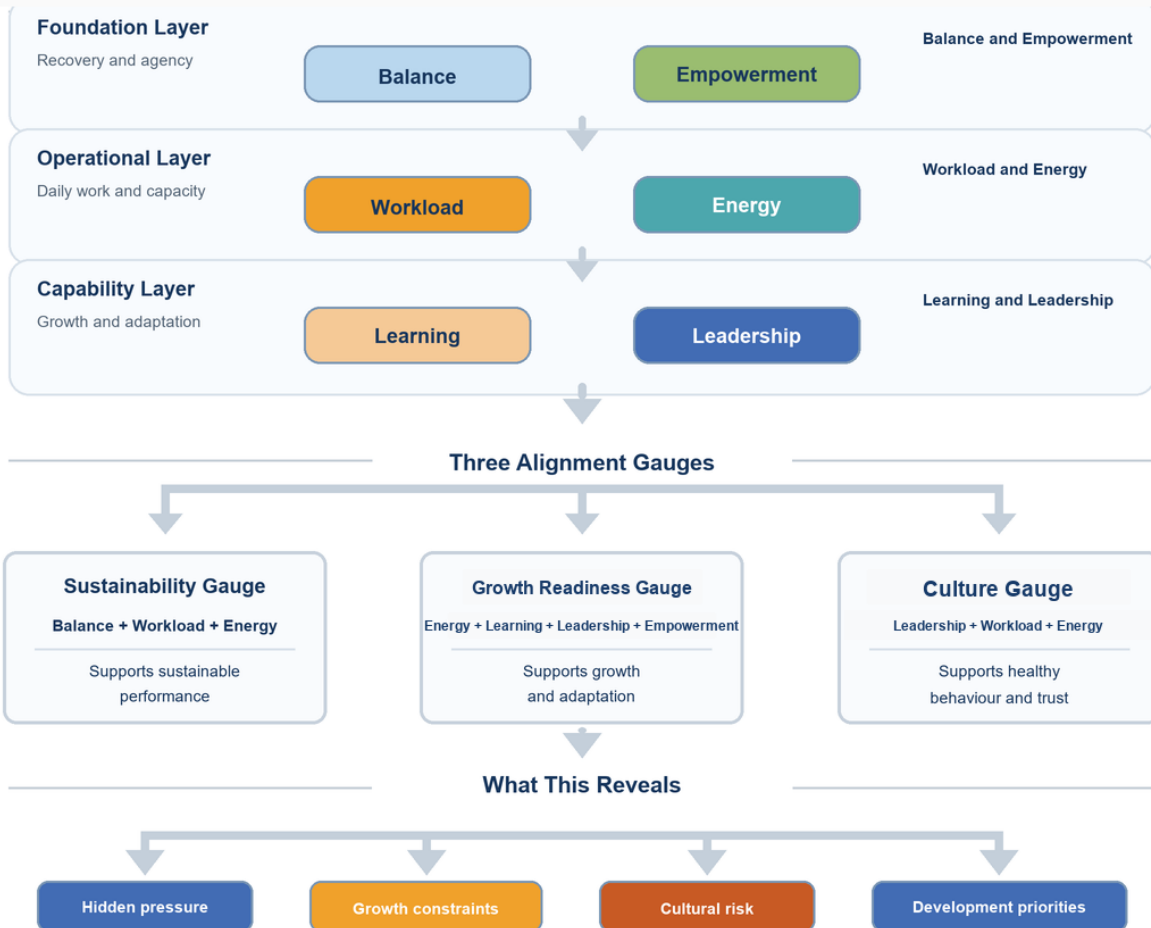 Foundation Layer
Recovery and agency
Balance
Empowerment
Balance and Empowerment
Operational Layer
Daily work and capacity
Workload
Energy
Workload and Energy
Capability Layer
Growth and adaptation
Learning
Leadership
Learning and Leadership
Three Alignment Gauges
Sustainability Gauge
Balance + Workload + Energy
Supports sustainable
performance
Growth Readiness Gauge
Energy + Learning + Leadership + Empowerment
Supports growth
and adaptation
Culture Gauge
Leadership + Workload + Energy
Supports healthy
behaviour and trust
What This Reveals
Hidden pressure
Growth constraints
Cultural risk
Development priorities